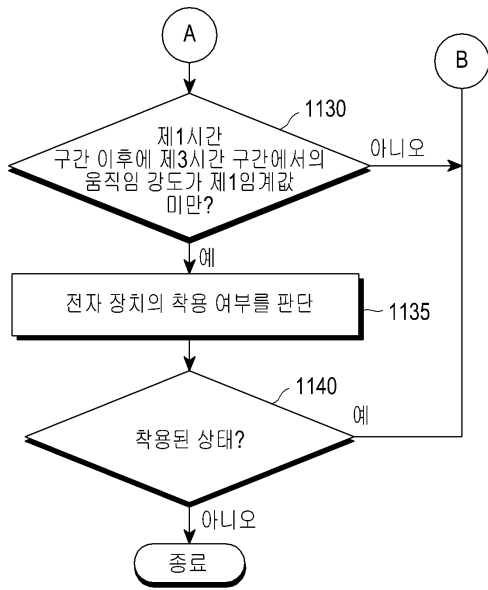 A
B
1130
제1시간
구간 이후에 제3시간 구간에서의
움직임 강도가 제1임계값
미만?
아니오
예
전자 장치의 착용 여부를 판단
1135
1140
예
착용된 상태?
아니오
종료